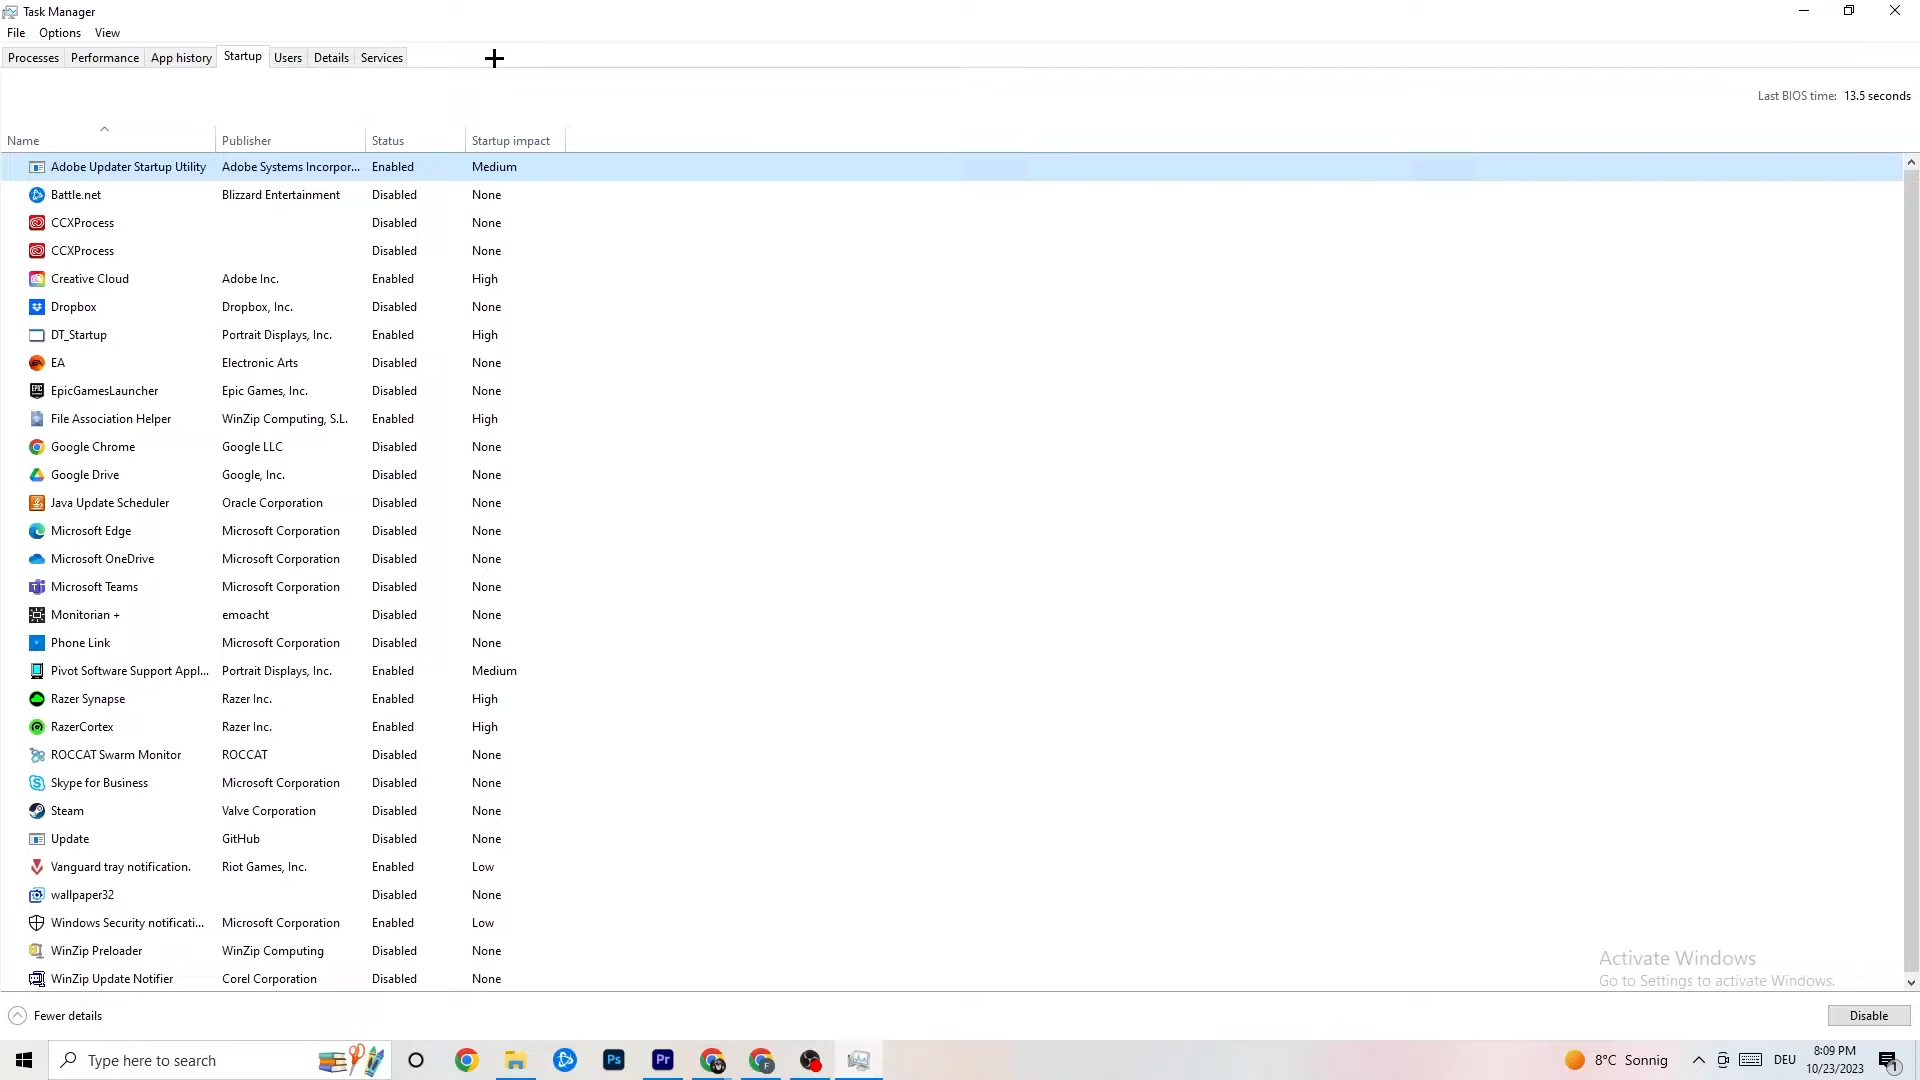 Task Manager
File Options View
Processes Performance App history Startup Users Details Services
Last BIOS time: 13.5 seconds
Name Publisher Status Startup impact
Adobe Updater Startup Utility Adobe Systems Incorpor... Enabled Medium
Battle.net Blizzard Entertainment Disabled None
CCXProcess Disabled None
CCXProcess Disabled None
Creative Cloud Adobe Inc. Enabled High
Dropbox Dropbox, Inc. Disabled None
DT_Startup Portrait Displays, Inc. Enabled High
EA Electronic Arts Disabled None
EpicGamesLauncher Epic Games, Inc. Disabled None
File Association Helper WinZip Computing, S.L. Enabled High
Google Chrome Google LLC Disabled None
Google Drive Google, Inc. Disabled None
Java Update Scheduler Oracle Corporation Disabled None
Microsoft Edge Microsoft Corporation Disabled None
Microsoft OneDrive Microsoft Corporation Disabled None
Microsoft Teams Microsoft Corporation Disabled None
Monitorian + emoacht Disabled None
Phone Link Microsoft Corporation Disabled None
Pivot Software Support Appl... Portrait Displays, Inc. Enabled Medium
Razer Synapse Razer Inc. Enabled High
RazerCortex Razer Inc. Enabled High
ROCCAT Swarm Monitor ROCCAT Disabled None
Skype for Business Microsoft Corporation Disabled None
Steam Valve Corporation Disabled None
Update GitHub Disabled None
Vanguard tray notification. Riot Games, Inc. Enabled Low
wallpaper32 Disabled None
Windows Security notificati... Microsoft Corporation Enabled Low
WinZip Preloader WinZip Computing Disabled None
WinZip Update Notifier Corel Corporation Disabled None
Activate Windows
Go to Settings to activate Windows.
Fewer details Disable
Type here to search Ps Pr F 8°C Sonnig DEU 8:09 PM 1
10/23/2023